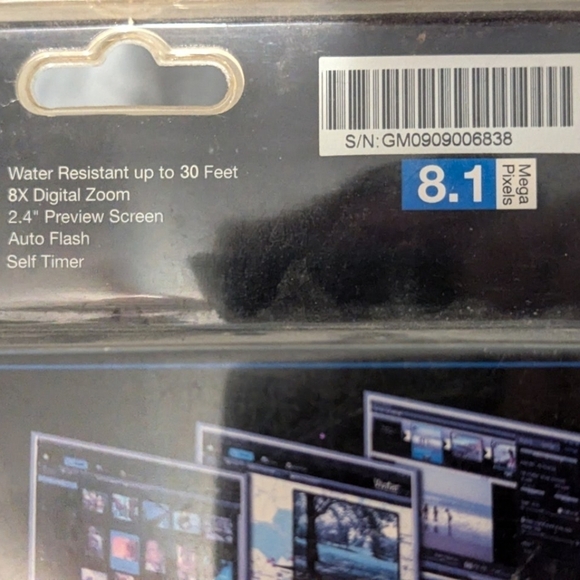 S/N: GM0909006838
8.1 Mega Pixels
Water Resistant up to 30 Feet
8X Digital Zoom
2.4" Preview Screen
Auto Flash
Self Timer
Vivitar